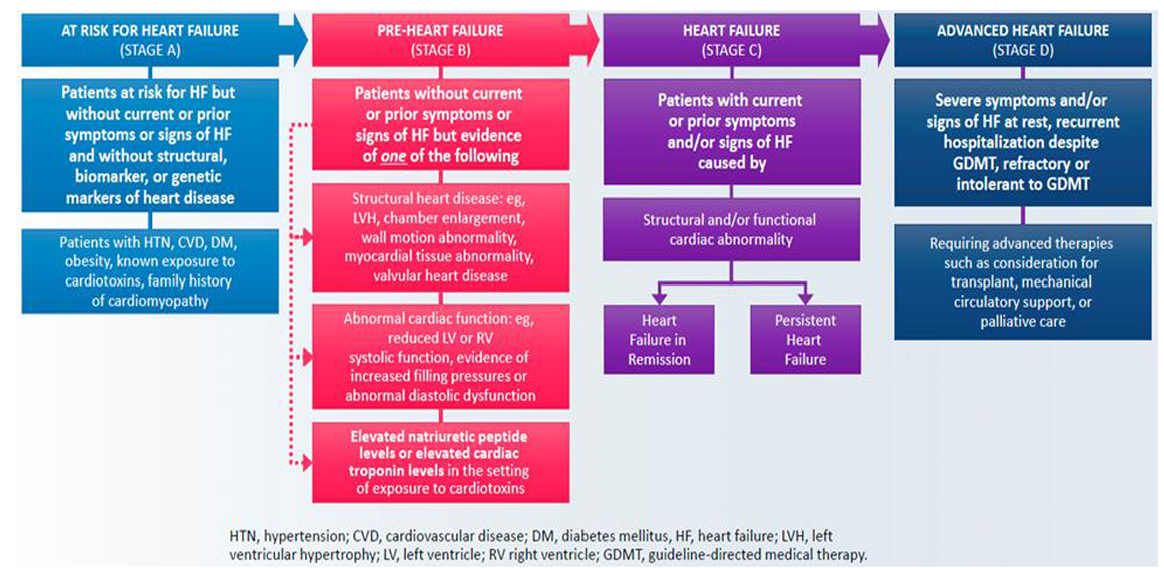 AT RISK FOR HEART FAILURE
(STAGE A)
Patients at risk for HF but
without current or prior
symptoms or signs of HF
and without structural,
biomarker, or genetic
markers of heart disease
Patients with HTN, CVD, DM,
obesity, known exposure to
cardiotoxins, family history
of cardiomyopathy
PRE-HEART FAILURE
(STAGE B)
Patients without current
or prior symptoms or
signs of HF but evidence
of one of the following
Structural heart disease: eg,
LVH, chamber enlargement,
wall motion abnormality,
myocardial tissue abnormality,
valvular heart disease
Abnormal cardiac function: eg,
reduced LV or RV
systolic function, evidence of
increased filling pressures or
abnormal diastolic dysfunction
Elevated natriuretic peptide
levels or elevated cardiac
troponin levels in the setting
of exposure to cardiotoxins
HEART FAILURE
(STAGE C)
Patients with current
or prior symptoms
and/or signs of HF
caused by
Structural and/or functional
cardiac abnormality
Heart
Failure in
Remission
Persistent
Heart
Failure
ADVANCED HEART FAILURE
(STAGE D)
Severe symptoms and/or
signs of HF at rest, recurrent
hospitalization despite
GDMT, refractory or
intolerant to GDMT
Requiring advanced therapies
such as consideration for
transplant, mechanical
circulatory support, or
palliative care
HTN, hypertension; CVD, cardiovascular disease; DM, diabetes mellitus, HF, heart failure; LVH, left
ventricular hypertrophy; LV, left ventricle; RV right ventricle; GDMT, guideline-directed medical therapy.